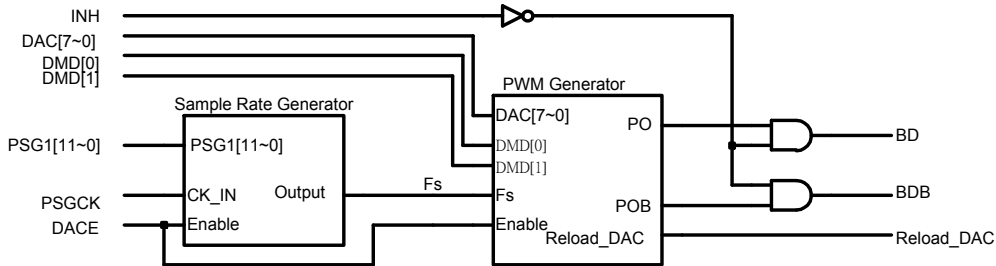 INH
DAC[7~0]
DMD[0]
DMD[1]
PWM Generator
Sample Rate Generator
DAC[7~0]
PO
BD
PSG1[11~0]
PSG1[11~0]
DMD[0]
DMD[1]
Fs
PSGCK
CK_IN
Output
Fs
POB
BDB
DACE
Enable
Enable
Reload_DAC
Reload_DAC